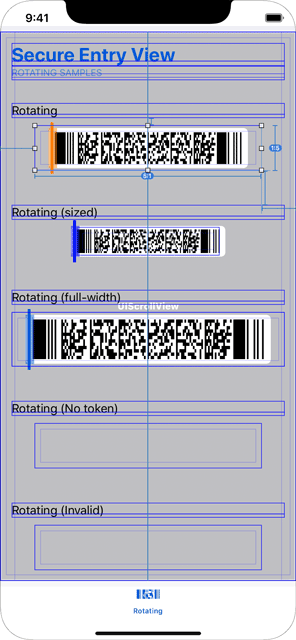 9:41
Secure Entry View
ROTATING SAMPLES
Rotating
Rotating (sized)
Rotating (full-width)
UIScrollView
Rotating (No token)
Rotating (Invalid)
Rotating